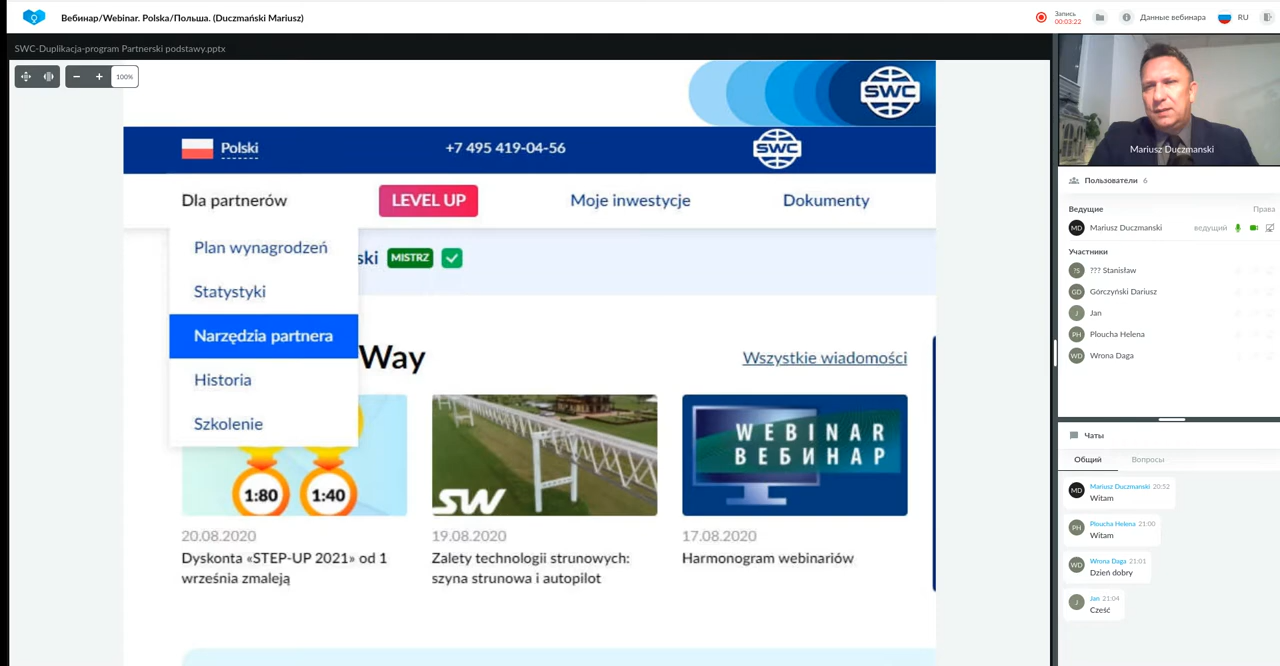 Вебинар/Webinar. Polska/Польша. (Duczmański Mariusz)
Запись
00:03:22
Данные вебинара
RU
SWC-Duplikacja-program Partnerski podstawy.pptx
100%
SWC
Polski
+7 495 419-04-56
SWC
Dla partnerów
LEVEL UP
Moje inwestycje
Dokumenty
Plan wynagrodzeń
ski
MISTRZ
Statystyki
Narzędzia partnera
Way
Wszystkie wiadomości
Historia
Szkolenie
1:80
1:40
SW
WEBINAR
ВЕБИНАР
20.08.2020
Dyskonta «STEP-UP 2021» od 1
września zmaleją
19.08.2020
Zalety technologii strunowych:
szyna strunowa i autopilot
17.08.2020
Harmonogram webinariów
Mariusz Duczmanski
Пользователи 6
Ведущие
Права
MD
Mariusz Duczmanski
ведущий
Участники
?S
??? Stanisław
GD
Górczyński Dariusz
J
Jan
PH
Ploucha Helena
WD
Wrona Daga
Чаты
Общий
Вопросы
MD
Mariusz Duczmanski 20:52
Witam
PH
Ploucha Helena 21:00
Witam
WD
Wrona Daga 21:01
Dzień dobry
J
Jan 21:04
Cześć